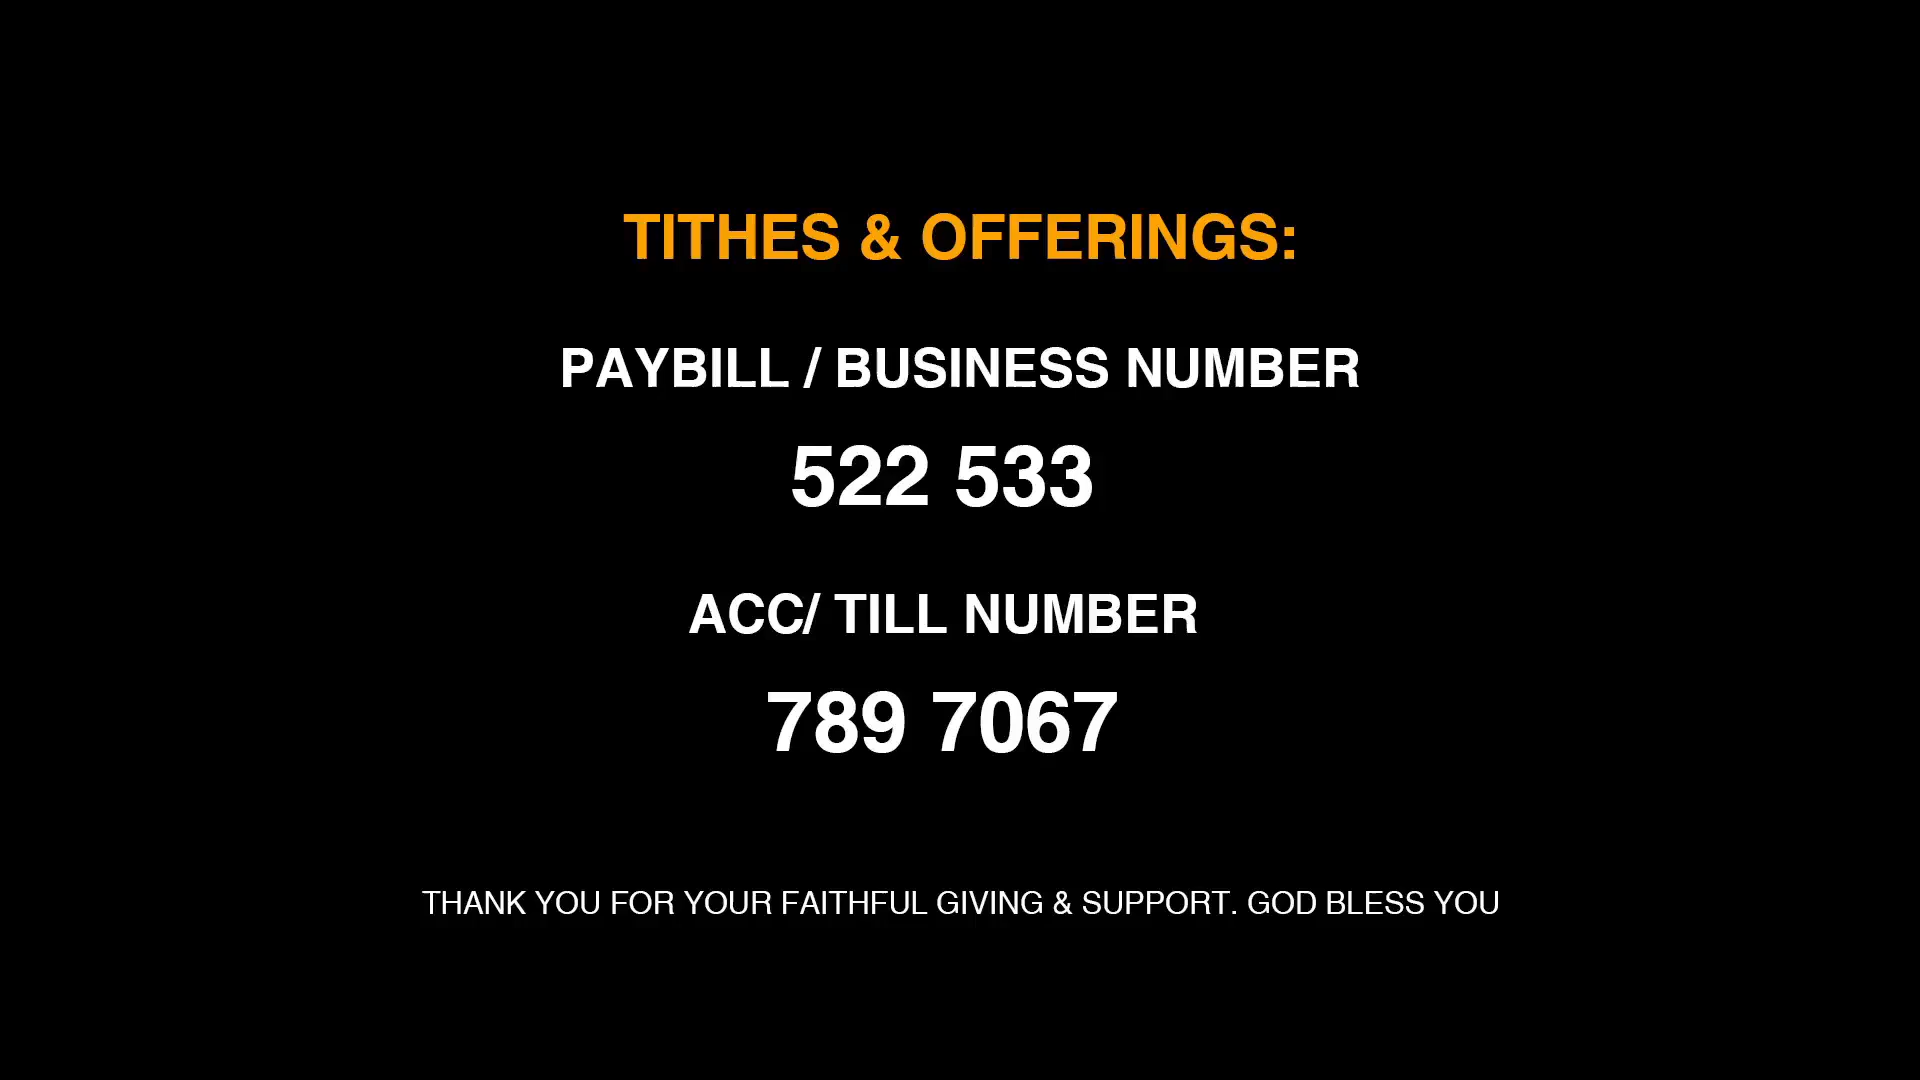 TITHES & OFFERINGS:
PAYBILL / BUSINESS NUMBER
522 533
ACC/ TILL NUMBER
789 7067
THANK YOU FOR YOUR FAITHFUL GIVING & SUPPORT. GOD BLESS YOU